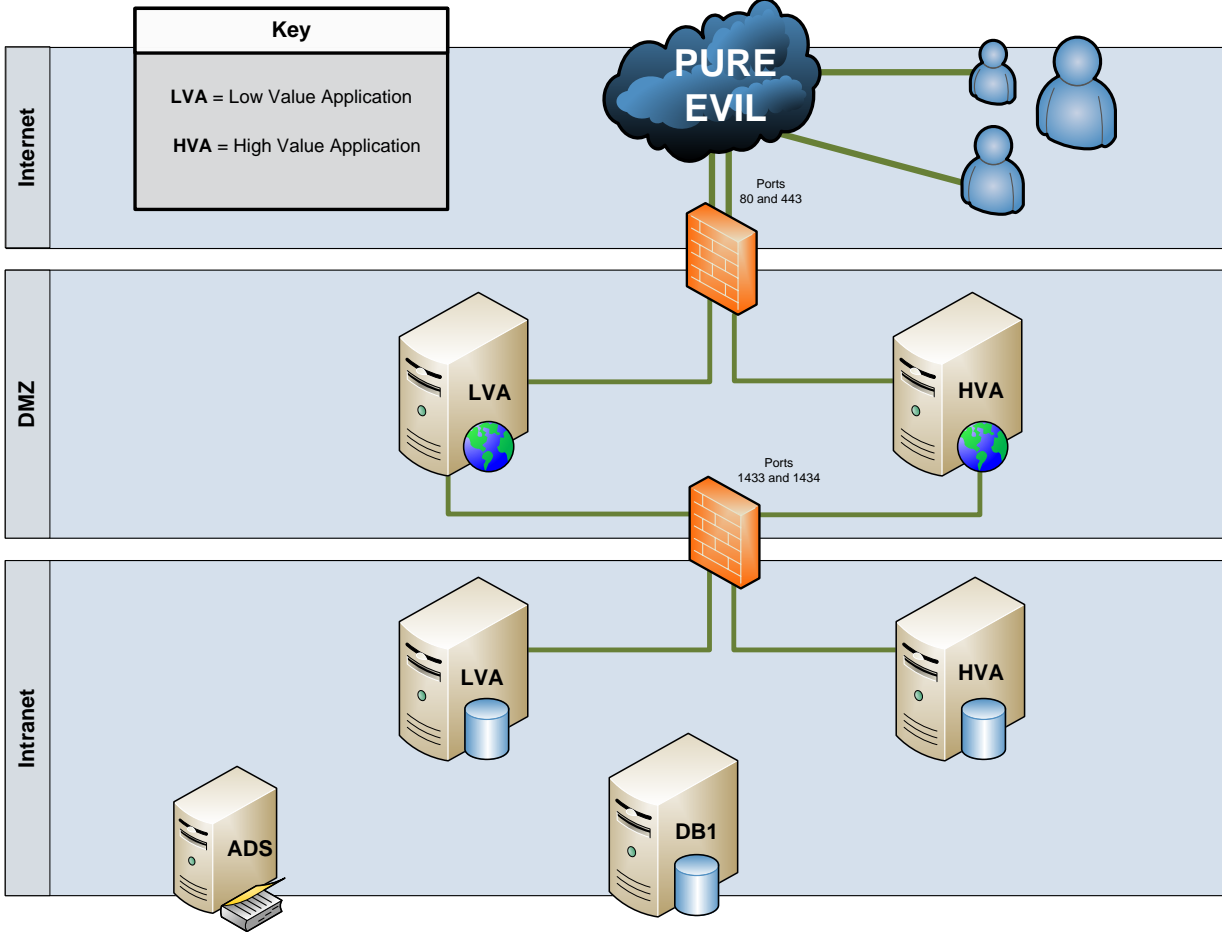 Key
LVA = Low Value Application
HVA = High Value Application
PURE
EVIL
Internet
Ports
80 and 443
DMZ
LVA
HVA
Ports
1433 and 1434
Intranet
LVA
HVA
ADS
DB1